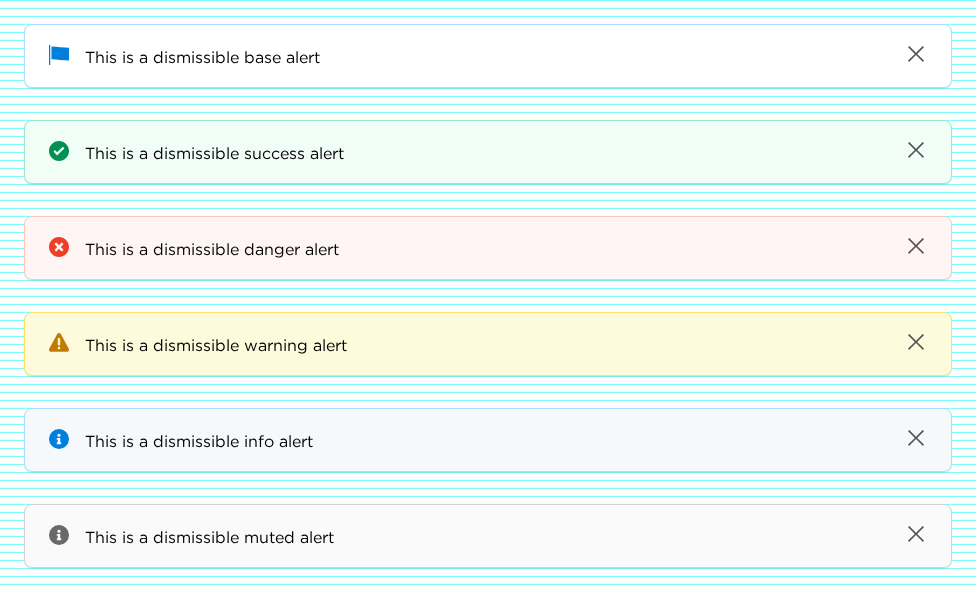 This is a dismissible base alert
This is a dismissible success alert
This is a dismissible danger alert
This is a dismissible warning alert
This is a dismissible info alert
This is a dismissible muted alert